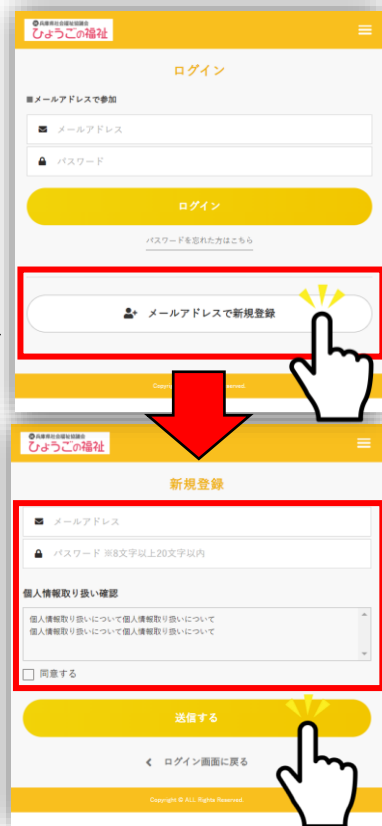 兵庫県社会福祉協議会
ひょうごの福祉
ログイン
■メールアドレスで参加
メールアドレス
パスワード
ログイン
パスワードを忘れた方はこちら
メールアドレスで新規登録
兵庫県社会福祉協議会
ひょうごの福祉
新規登録
メールアドレス
パスワード ※8文字以上20文字以内
個人情報取り扱い確認
個人情報取り扱いについて個人情報取り扱いについて
個人情報取り扱いについて個人情報取り扱いについて
同意する
送信する
ログイン画面に戻る
Copyright © ALL Rights Reserved.